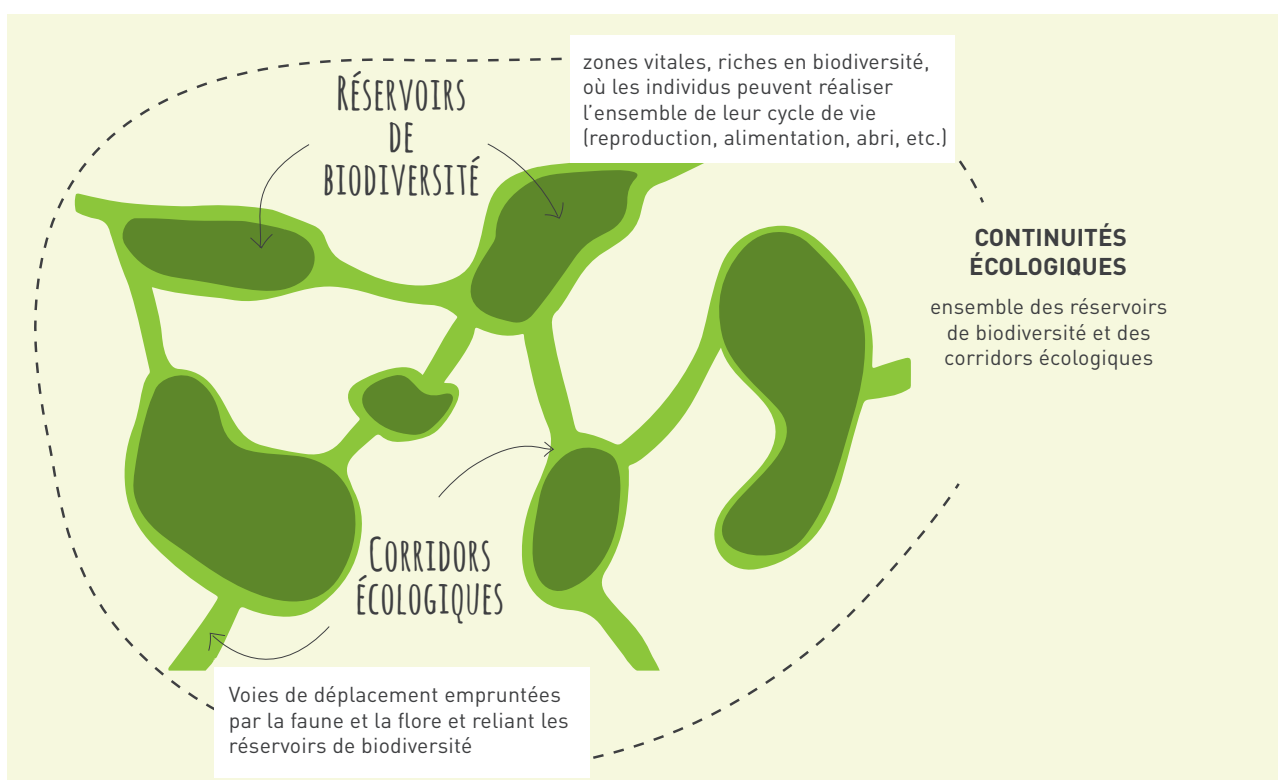 RÉSERVOIRS
DE
BIODIVERSITÉ
zones vitales, riches en biodiversité,
où les individus peuvent réaliser
l’ensemble de leur cycle de vie
(reproduction, alimentation, abri, etc.)
CONTINUITÉS
ÉCOLOGIQUES
ensemble des réservoirs
de biodiversité et des
corridors écologiques
CORRIDORS
ÉCOLOGIQUES
Voies de déplacement empruntées
par la faune et la flore et reliant les
réservoirs de biodiversité